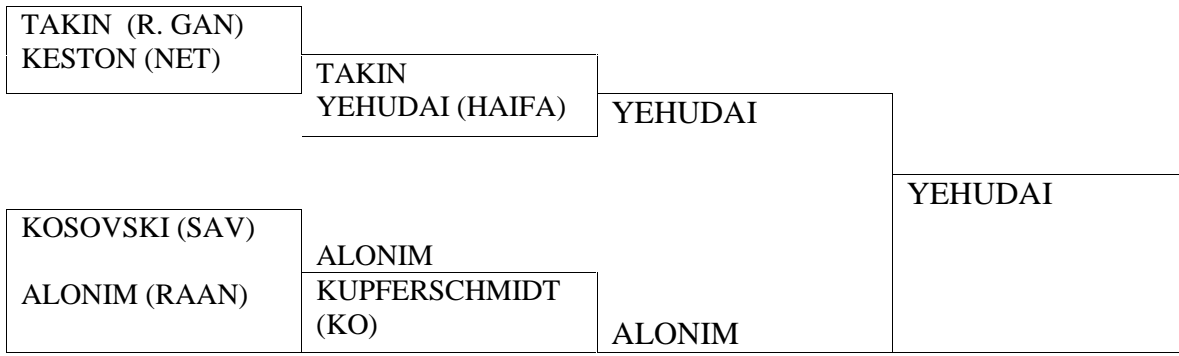 TAKIN (R. GAN)
KESTON (NET)
TAKIN
YEHUDAI (HAIFA)
YEHUDAI
YEHUDAI
KOSOVSKI (SAV)
ALONIM (RAAN)
ALONIM
KUPFERSCHMIDT
(KO)
ALONIM